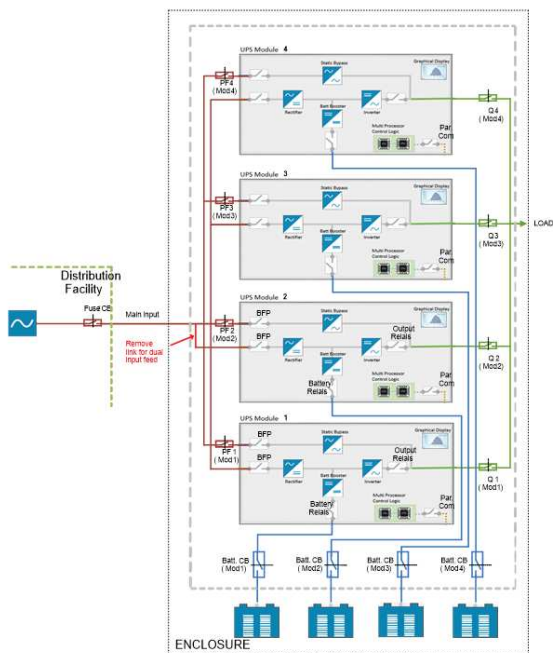 UPS Module 4
Static Bypass
Graphical Display
PF4
( Mod4)
Batt Booster
Rectifier
Inverter
Multi Processor
Control Logic
Par
Com
Q 4
(Mod4)
UPS Module 3
Static Bypass
Graphical Display
PF3
( Mod3)
Batt Booster
Rectifier
Inverter
Multi Processor
Control Logic
Par
Com
Q3
(Mod3)
LOAD
Distribution
Facility
Fuse CB
Main Input
Remove
link for dual
input feed
UPS Module 2
BFP
Static Bypass
Graphical Display
PF 2
( Mod2)
BFP
Output
Relais
Batt Booster
Rectifier
Inverter
Battery
Relais
Multi Processor
Control Logic
Par
Com
Q 2
(Mod2)
UPS Module 1
BFP
Static Bypass
Graphical Display
PF 1
( Mod1)
BFP
Output
Relais
Batt Booster
Rectifier
Inverter
Battery
Relais
Multi Processor
Control Logic
Par
Com
Q 1
(Mod1)
Batt. CB
(Mod1)
Batt. CB
(Mod2)
Batt. CB
(Mod3)
Batt. CB
( Mod4)
ENCLOSURE